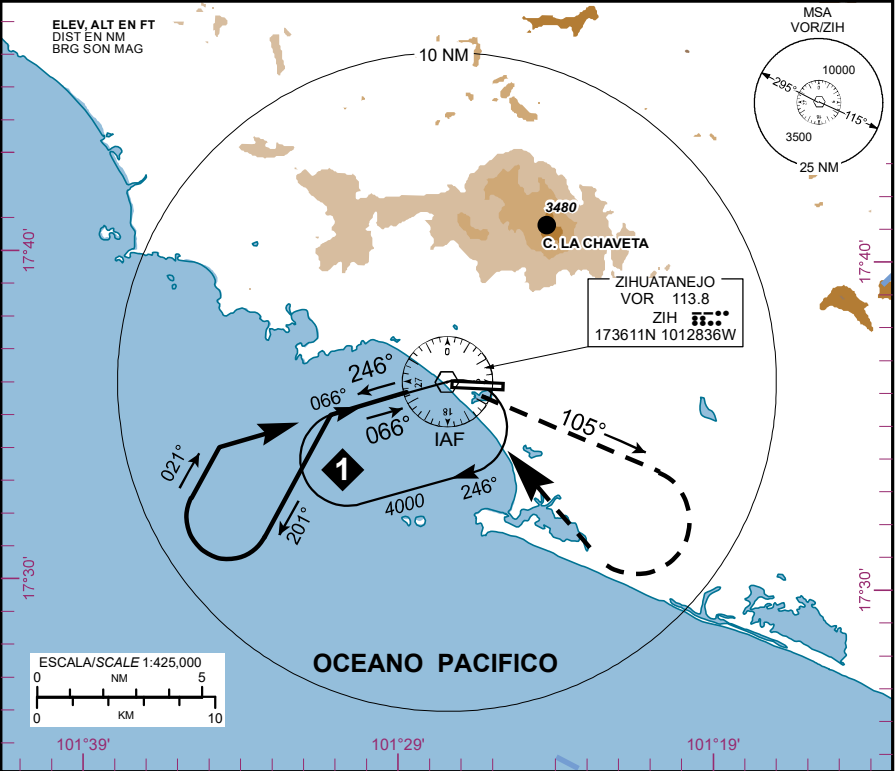 ELEV, ALT EN FT
DIST EN NM
BRG SON MAG
10 NM
MSA
VOR/ZIH
10000
295°
115°
3500
25 NM
3480
C. LA CHAVETA
17°40'
17°40'
ZIHUATANEJO
VOR 113.8
ZIH
173611N 1012836W
0
27
18
IAF
246°
066°
066°
105°
021°
201°
1
4000
246°
17°30'
17°30'
OCEANO PACIFICO
ESCALA/SCALE 1:425,000
0 NM 5
0 KM 10
101°39'
101°29'
101°19'